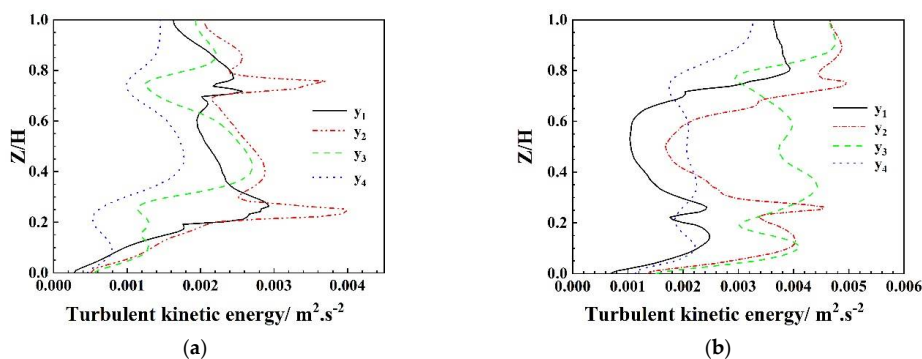 1.0
0.8
0.6
0.4
0.2
0.0
Z/H
y1
y2
y3
y4
0.000 0.001 0.002 0.003 0.004
Turbulent kinetic energy/ m².s⁻²
(a)
1.0
0.8
0.6
0.4
0.2
0.0
Z/H
y1
y2
y3
y4
0.000 0.001 0.002 0.003 0.004 0.005 0.006
Turbulent kinetic energy/ m².s⁻²
(b)